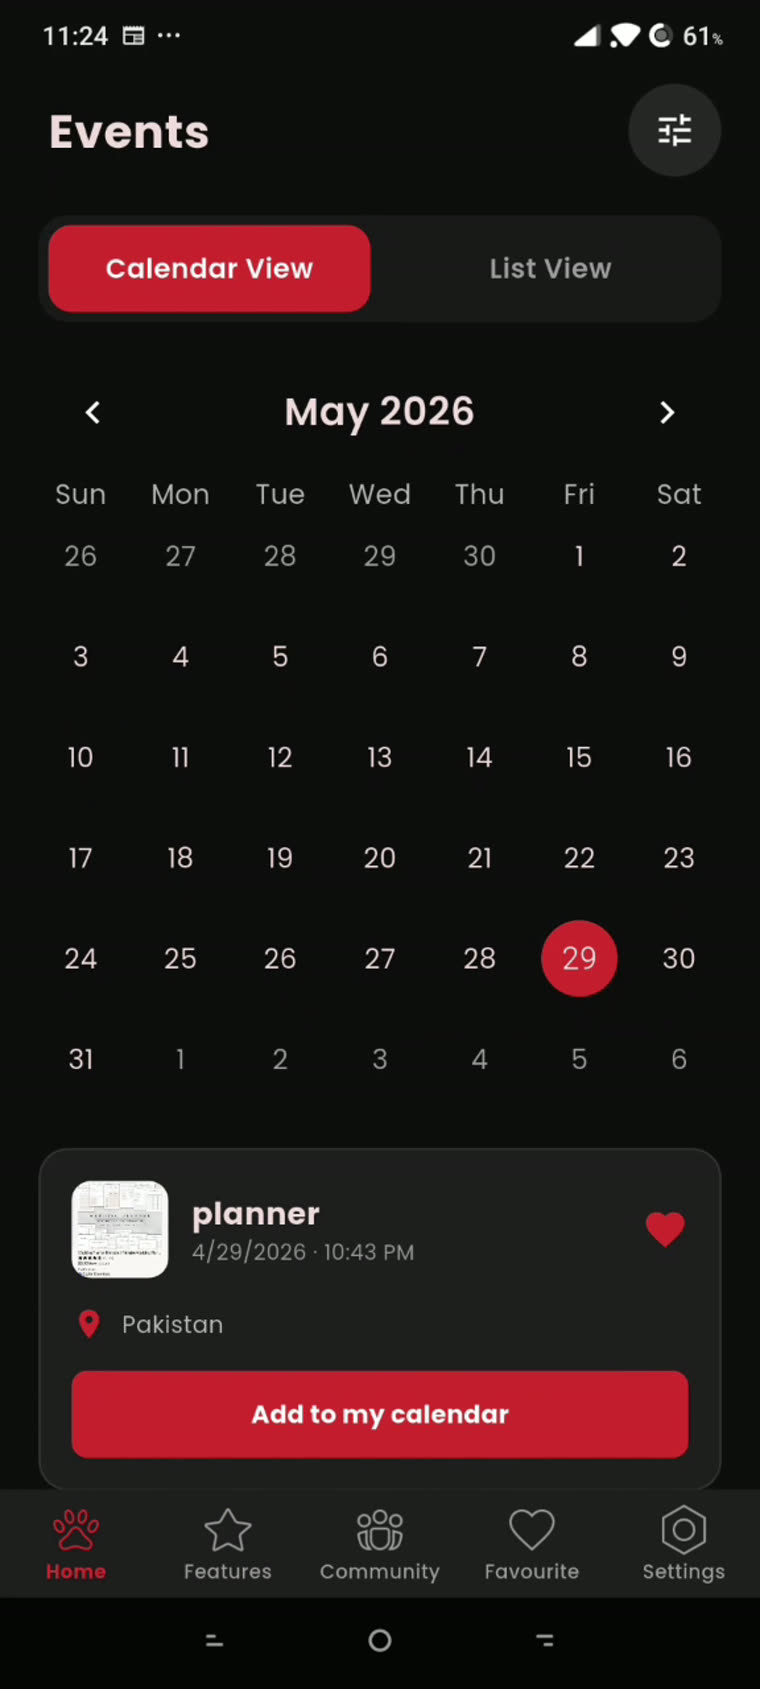 11:24 61%
Events
Calendar View List View
May 2026
Sun Mon Tue Wed Thu Fri Sat
26 27 28 29 30 1 2
3 4 5 6 7 8 9
10 11 12 13 14 15 16
17 18 19 20 21 22 23
24 25 26 27 28 29 30
31 1 2 3 4 5 6
planner
4/29/2026 · 10:43 PM
Pakistan
Add to my calendar
Home Features Community Favourite Settings